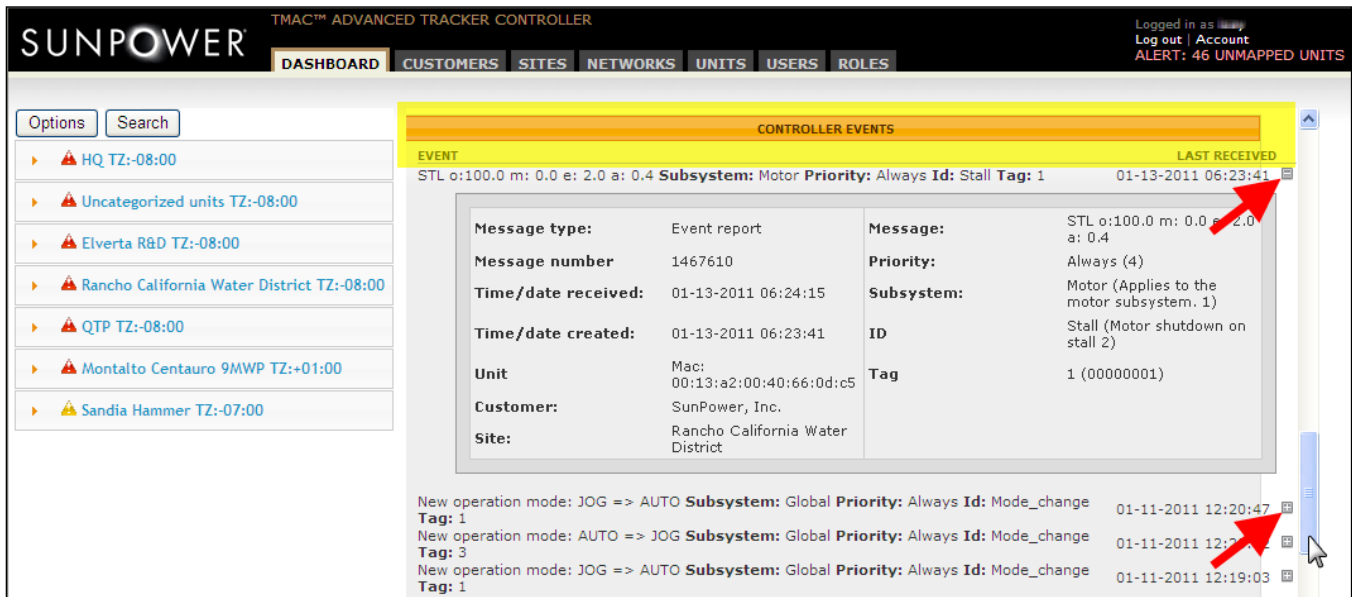 SUNPOWER
TMAC™ ADVANCED TRACKER CONTROLLER
Logged in as
Log out | Account
ALERT: 46 UNMAPPED UNITS
DASHBOARD CUSTOMERS SITES NETWORKS UNITS USERS ROLES
Options Search
HQ TZ:-08:00
Uncategorized units TZ:-08:00
Elverta R&D TZ:-08:00
Rancho California Water District TZ:-08:00
QTP TZ:-08:00
Montalto Centauro 9MWP TZ:+01:00
Sandia Hammer TZ:-07:00
CONTROLLER EVENTS
EVENT LAST RECEIVED
STL o:100.0 m: 0.0 e: 2.0 a: 0.4 Subsystem: Motor Priority: Always Id: Stall Tag: 1 01-13-2011 06:23:41
Message type: Event report
Message number 1467610
Time/date received: 01-13-2011 06:24:15
Time/date created: 01-13-2011 06:23:41
Unit Mac:
00:13:a2:00:40:66:0d:c5
Customer: SunPower, Inc.
Site: Rancho California Water
District
Message: STL o:100.0 m: 0.0 e: 2.0
a: 0.4
Priority: Always (4)
Subsystem: Motor (Applies to the
motor subsystem. 1)
ID Stall (Motor shutdown on
stall 2)
Tag 1 (00000001)
New operation mode: JOG => AUTO Subsystem: Global Priority: Always Id: Mode_change
Tag: 1 01-11-2011 12:20:47
New operation mode: AUTO => JOG Subsystem: Global Priority: Always Id: Mode_change
Tag: 3 01-11-2011
New operation mode: JOG => AUTO Subsystem: Global Priority: Always Id: Mode_change
Tag: 1 01-11-2011 12:19:03